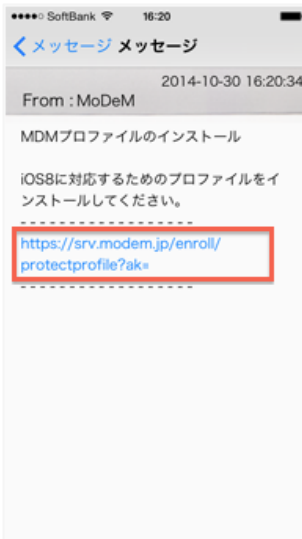 SoftBank 16:20
メッセージ メッセージ
2014-10-30 16:20:34
From : MoDeM
MDMプロファイルのインストール
iOS8に対応するためのプロファイルをイ
ンストールしてください。
- - - - - - - - - - - - - - - - - -
https://srv.modem.jp/enroll/
protectprofile?ak=
- - - - - - - - - - - - - - - - - -